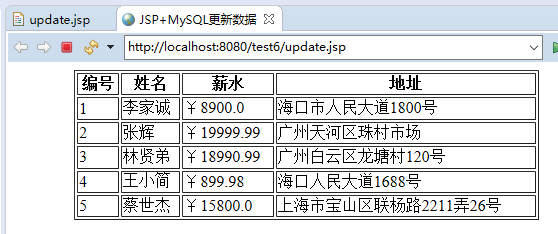 update.jsp JSP+MySQL更新数据
http://localhost:8080/test6/update.jsp
编号 姓名 薪水 地址
1 李家诚 ￥8900.0 海口市人民大道1800号
2 张辉 ￥19999.99 广州天河区珠村市场
3 林贤弟 ￥18990.99 广州白云区龙塘村120号
4 王小简 ￥899.98 海口人民大道1688号
5 蔡世杰 ￥15800.0 上海市宝山区联杨路2211弄26号